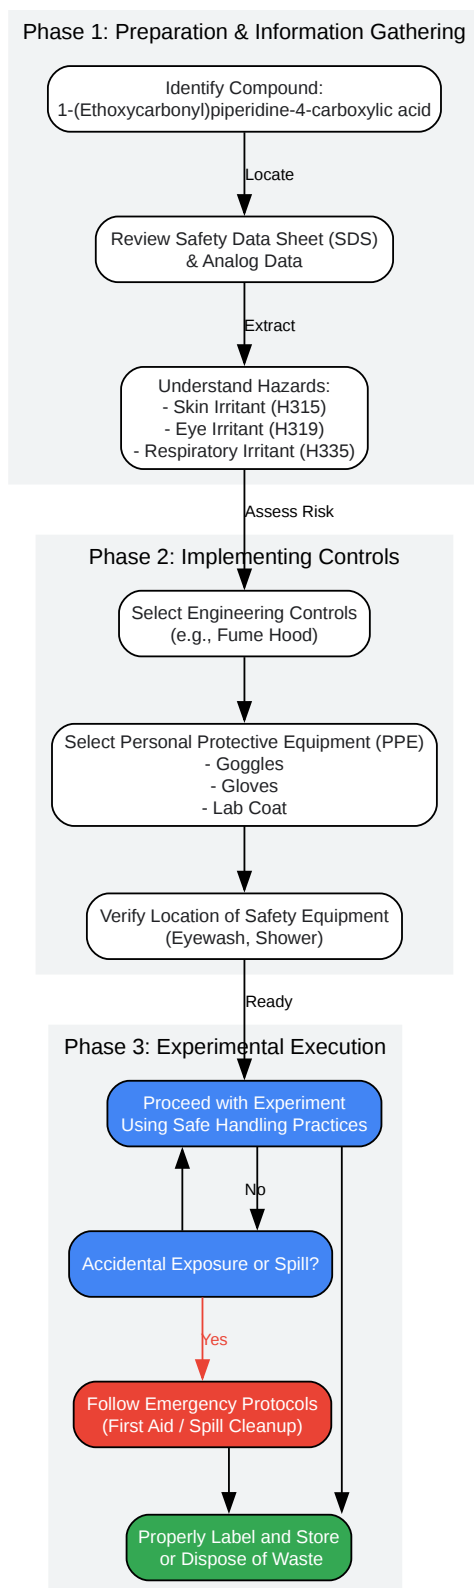 Phase 1: Preparation & Information Gathering
Identify Compound:
1-(Ethoxycarbonyl)piperidine-4-carboxylic acid
Locate
Review Safety Data Sheet (SDS)
& Analog Data
Extract
Understand Hazards:
- Skin Irritant (H315)
- Eye Irritant (H319)
- Respiratory Irritant (H335)
Assess Risk
Phase 2: Implementing Controls
Select Engineering Controls
(e.g., Fume Hood)
Select Personal Protective Equipment (PPE)
- Goggles
- Gloves
- Lab Coat
Verify Location of Safety Equipment
(Eyewash, Shower)
Ready
Phase 3: Experimental Execution
Proceed with Experiment
Using Safe Handling Practices
No
Accidental Exposure or Spill?
Yes
Follow Emergency Protocols
(First Aid / Spill Cleanup)
Properly Label and Store
or Dispose of Waste